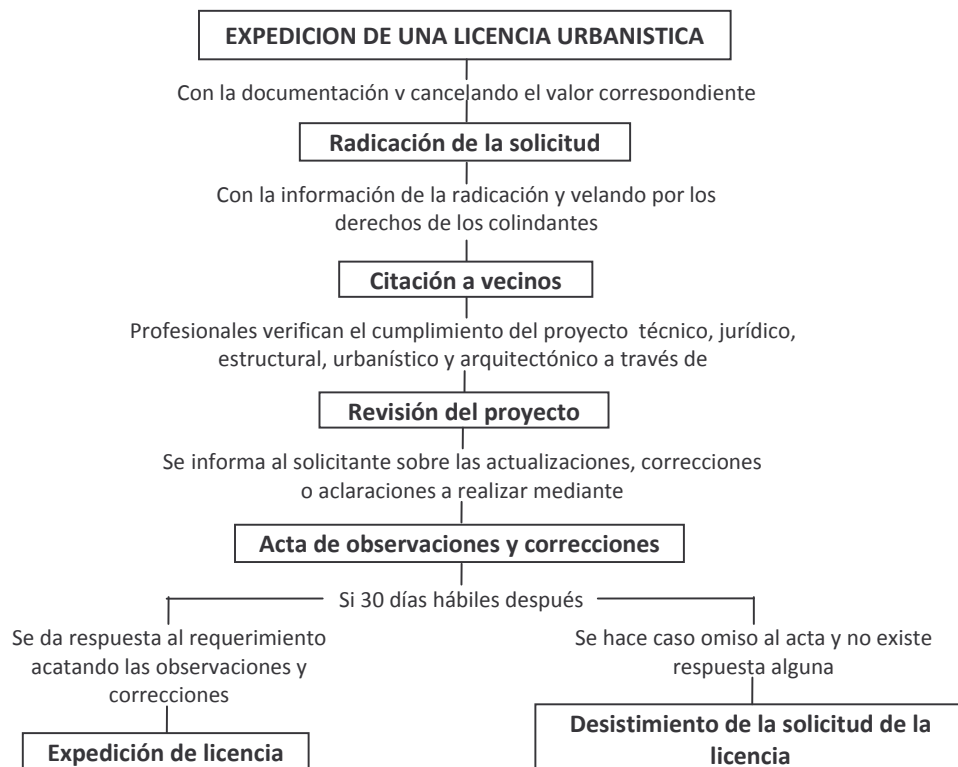 EXPEDICION DE UNA LICENCIA URBANISTICA
Con la documentación y cancelando el valor correspondiente
Radicación de la solicitud
Con la información de la radicación y velando por los
derechos de los colindantes
Citación a vecinos
Profesionales verifican el cumplimiento del proyecto técnico, jurídico,
estructural, urbanístico y arquitectónico a través de
Revisión del proyecto
Se informa al solicitante sobre las actualizaciones, correcciones
o aclaraciones a realizar mediante
Acta de observaciones y correcciones
Si 30 días hábiles después
Se da respuesta al requerimiento
acatando las observaciones y
correcciones
Expedición de licencia
Se hace caso omiso al acta y no existe
respuesta alguna
Desistimiento de la solicitud de la
licencia